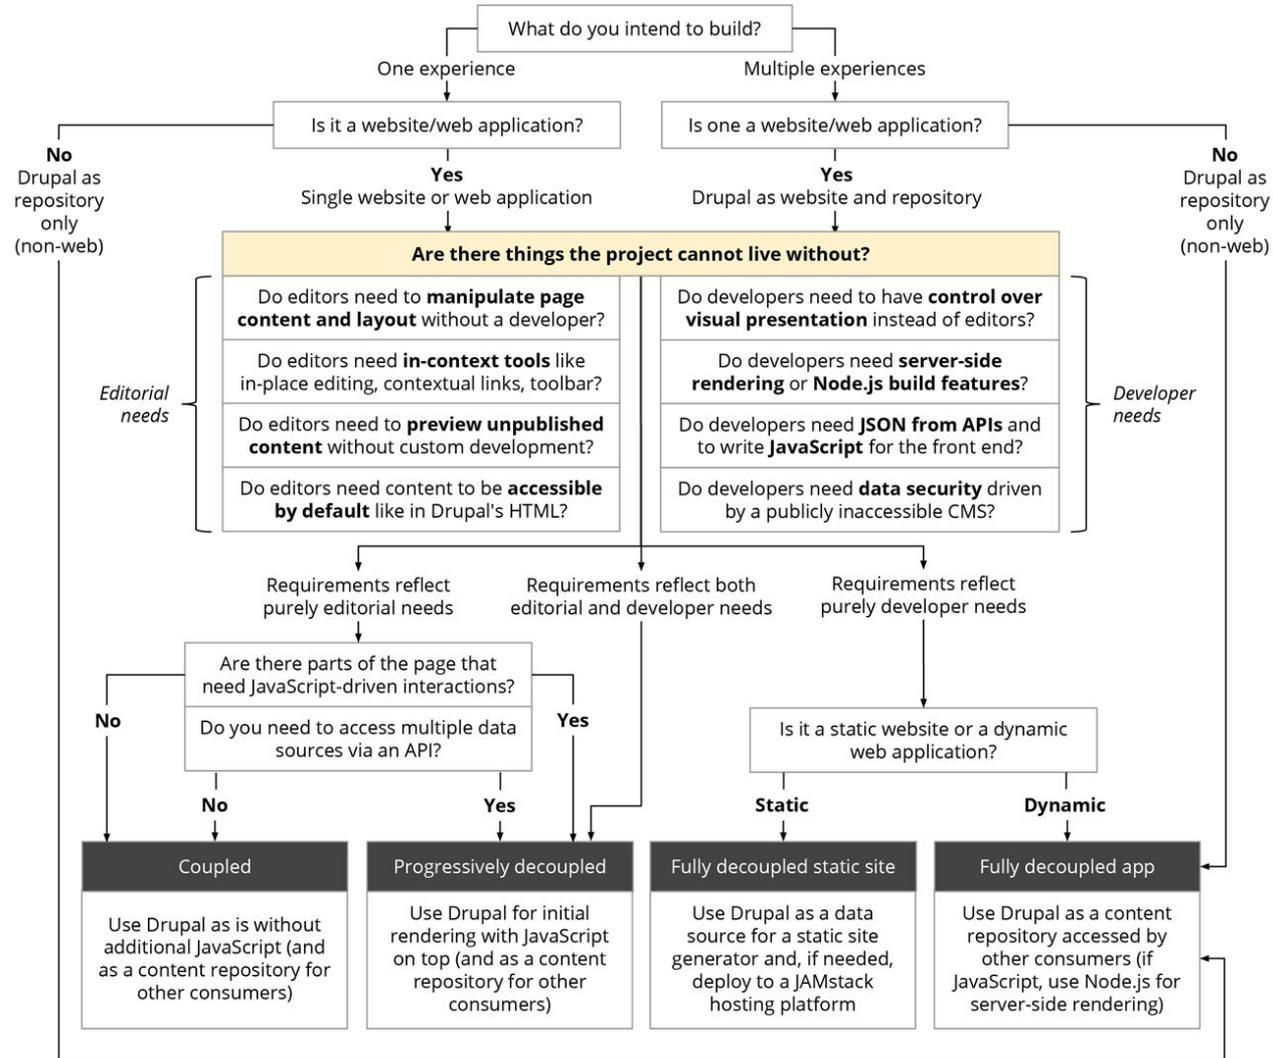 What do you intend to build?
One experience
Multiple experiences
Is it a website/web application?
Is one a website/web application?
No
Drupal as
repository
only
(non-web)
Yes
Single website or web application
Yes
Drupal as website and repository
No
Drupal as
repository
only
(non-web)
Are there things the project cannot live without?
Editorial
needs
Do editors need to manipulate page
content and layout without a developer?
Do editors need in-context tools like
in-place editing, contextual links, toolbar?
Do editors need to preview unpublished
content without custom development?
Do editors need content to be accessible
by default like in Drupal's HTML?
Do developers need to have control over
visual presentation instead of editors?
Do developers need server-side
rendering or Node.js build features?
Do developers need JSON from APIs and
to write JavaScript for the front end?
Do developers need data security driven
by a publicly inaccessible CMS?
Developer
needs
Requirements reflect
purely editorial needs
Requirements reflect both
editorial and developer needs
Requirements reflect
purely developer needs
Are there parts of the page that
need JavaScript-driven interactions?
No
Yes
Do you need to access multiple data
sources via an API?
No
Yes
Is it a static website or a dynamic
web application?
Static
Dynamic
Coupled
Use Drupal as is without
additional JavaScript (and
as a content repository for
other consumers)
Progressively decoupled
Use Drupal for initial
rendering with JavaScript
on top (and as a content
repository for other
consumers)
Fully decoupled static site
Use Drupal as a data
source for a static site
generator and, if needed,
deploy to a JAMstack
hosting platform
Fully decoupled app
Use Drupal as a content
repository accessed by
other consumers (if
JavaScript, use Node.js for
server-side rendering)